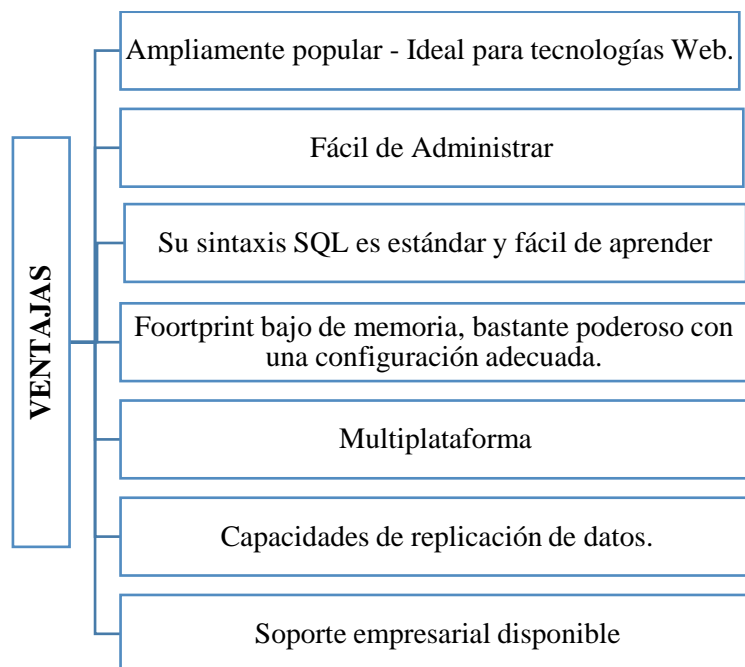 VENTAJAS
Ampliamente popular - Ideal para tecnologías Web.
Fácil de Administrar
Su sintaxis SQL es estándar y fácil de aprender
Foortprint bajo de memoria, bastante poderoso con
una configuración adecuada.
Multiplataforma
Capacidades de replicación de datos.
Soporte empresarial disponible